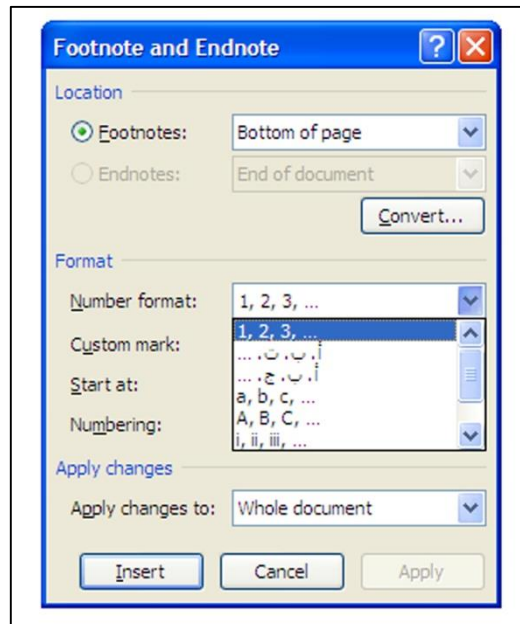 Footnote and Endnote
Location
Footnotes: Bottom of page
Endnotes: End of document
Convert...
Format
Number format: 1, 2, 3, ...
1, 2, 3, ...
أ. ب. ت. ...
Custom mark:
أ. ب. ج. ...
Start at:
a, b, c, ...
A, B, C, ...
Numbering:
i, ii, iii, ...
Apply changes
Apply changes to: Whole document
Insert Cancel Apply